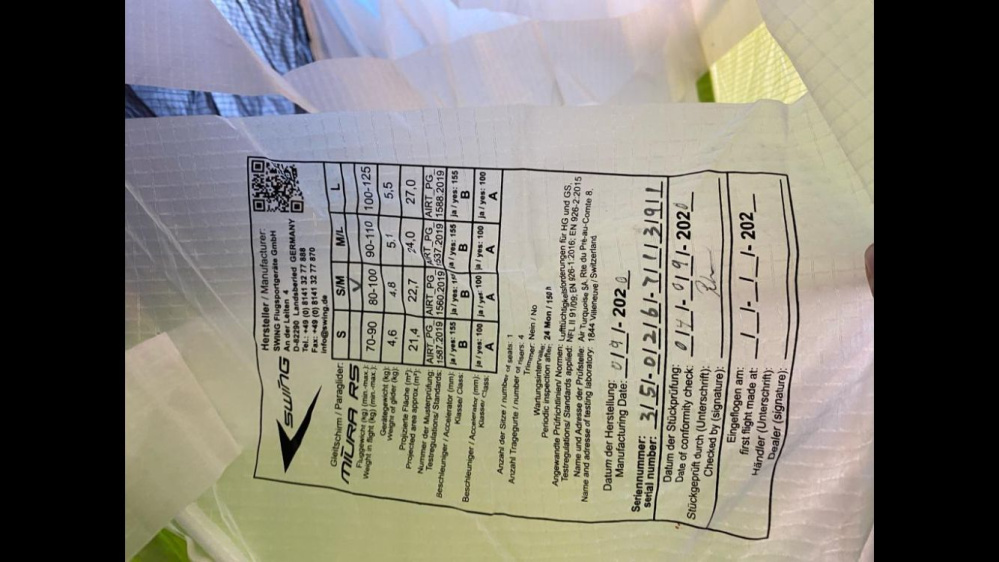 SWING
MIURA RS
Hersteller / Manufacturer:
SWING Flugsportgeräte GmbH
An der Leiten 4
D-82290 Landsberied GERMANY
Tel.: +49 (0) 8141 32 77 888
Fax: +49 (0) 8141 32 77 870
info@swing.de
Gleitschirm / Paraglider: S S/M M/L L
Fluggewicht (kg) (min.-max.):
Weight in flight (kg) (min.-max.): 70-90 80-100 90-110 100-125
Gerätegewicht (kg):
Weight of glider (kg): 4,6 4,8 5,1 5,5
Projizierte Fläche (m²):
Projected area approx.(m²): 21,4 22,7 24,0 27,0
Nummer der Musterprüfung: AIRT_PG_ AIRT_PG_ AIRT_PG_ AIRT_PG_
Testregulations/ Standards: 1587.2019 1560.2019 1537.2019 1588.2019
Beschleuniger / Accelerator (mm): ja / yes: 155 ja / yes: ja / yes: 155 ja / yes: 155
Klasse/ Class: B B B B
Beschleuniger / Accelerator (mm): ja / yes: 100 ja / yes: 100 ja / yes: 100 ja / yes: 100
Klasse/ Class: A A A A
Anzahl der Sitze / number of seats: 1
Anzahl Tragegurte / number of risers: 4
Trimmer: Nein / No
Wartungsintervall:
Periodic inspection after: 24 Mon / 150 h
Angewandte Prüfrichtlinien/ Normen: Lufttüchtigkeitsforderungen für HG und GS,
Testregulations/ Standards applied: NFL II 91/09; EN 926-1:2016; EN 926-2:2015
Name und Adresse der Prüfstelle: Air Turquoise SA, Rte du Pré-au-Comte 8,
Name and adresse of testing laboratory: 1844 Villeneuve / Switzerland
Datum der Herstellung:
Manufacturing Date: 0 / 9 / - 2020
Seriennummer:
serial number: 3/5/-0/2/6/-7/1/1/3/9/1/1
Datum der Stückprüfung:
Date of conformity check: 0 4 / - 0 / 9 / - 2020
Stückgeprüft durch (Unterschrift):
Checked by (signature):
Eingeflogen am:
first flight made at: _ / _ / - _ / _ / - 202 _
Händler (Unterschrift):
Dealer (signature):